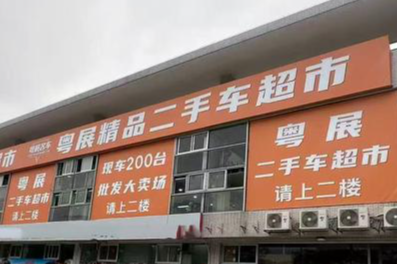 市
粤展精品二手车超市
粤展
二手车超市
请上二楼
现车200台
批发大卖场
请上二楼
粤展
二手车超市
请上二楼